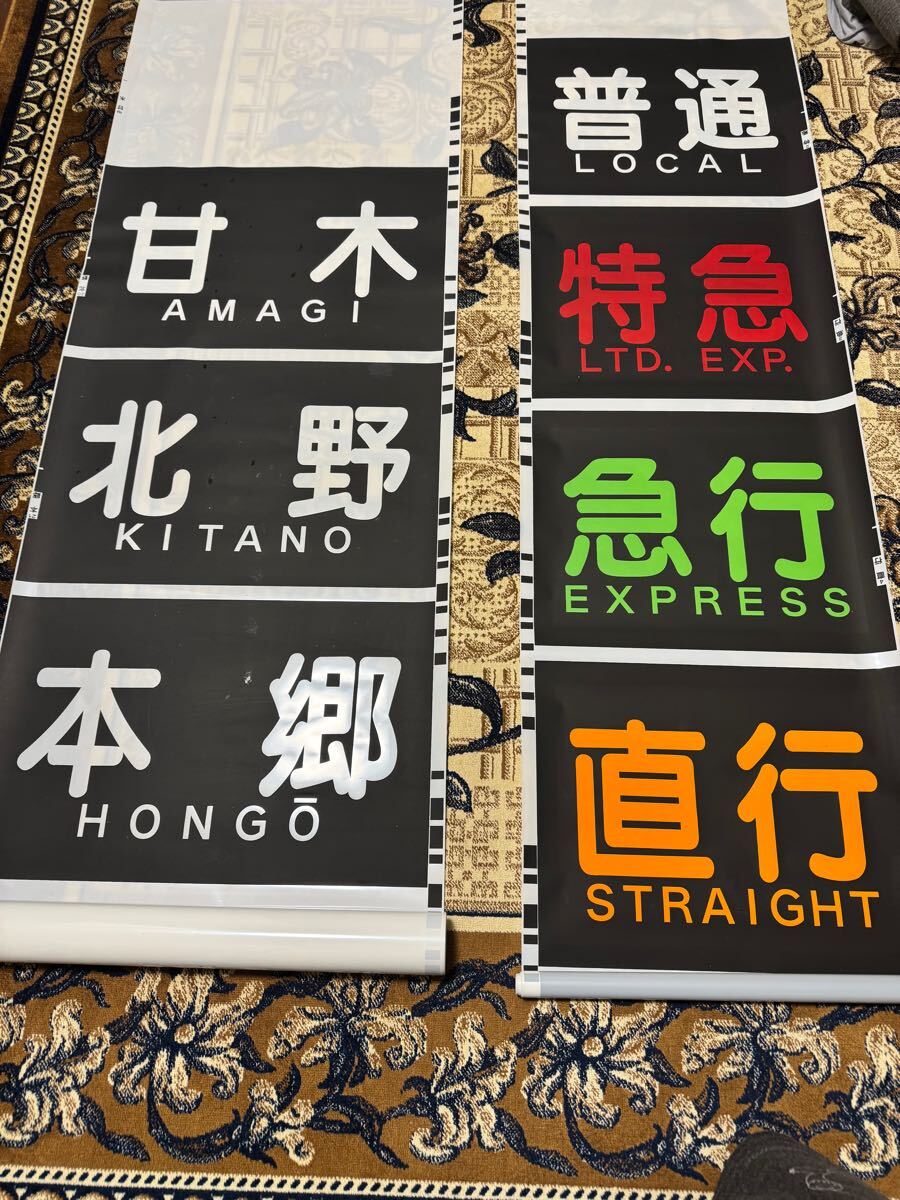 甘木
AMAGI
北野
KITANO
本郷
HONGŌ
普通
LOCAL
特急
LTD. EXP.
急行
EXPRESS
直行
STRAIGHT